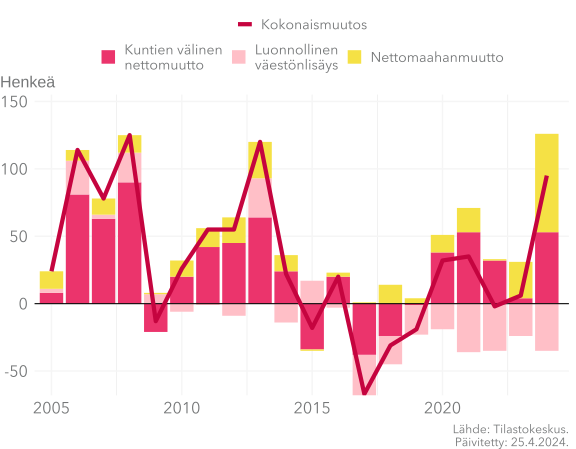 Kokonaismuutos
Kuntien välinen
nettomuutto
Luonnollinen
väestönlisäys
Nettomaahanmuutto
Henkeä
150
100
50
0
-50
2005
2010
2015
2020
Lähde: Tilastokeskus.
Päivitetty: 25.4.2024.